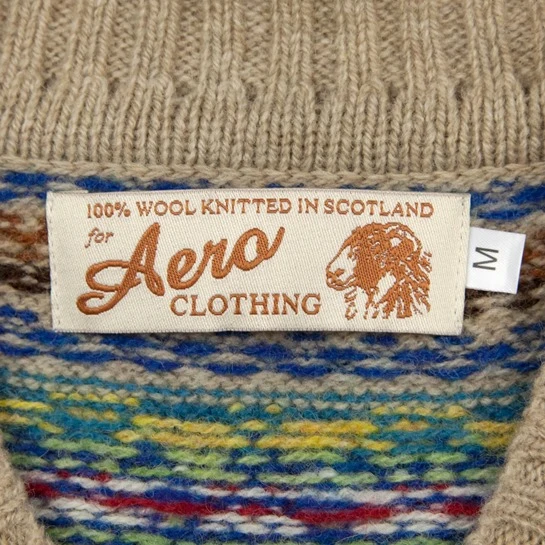 100% WOOL KNITTED IN SCOTLAND
for Aero
CLOTHING
M